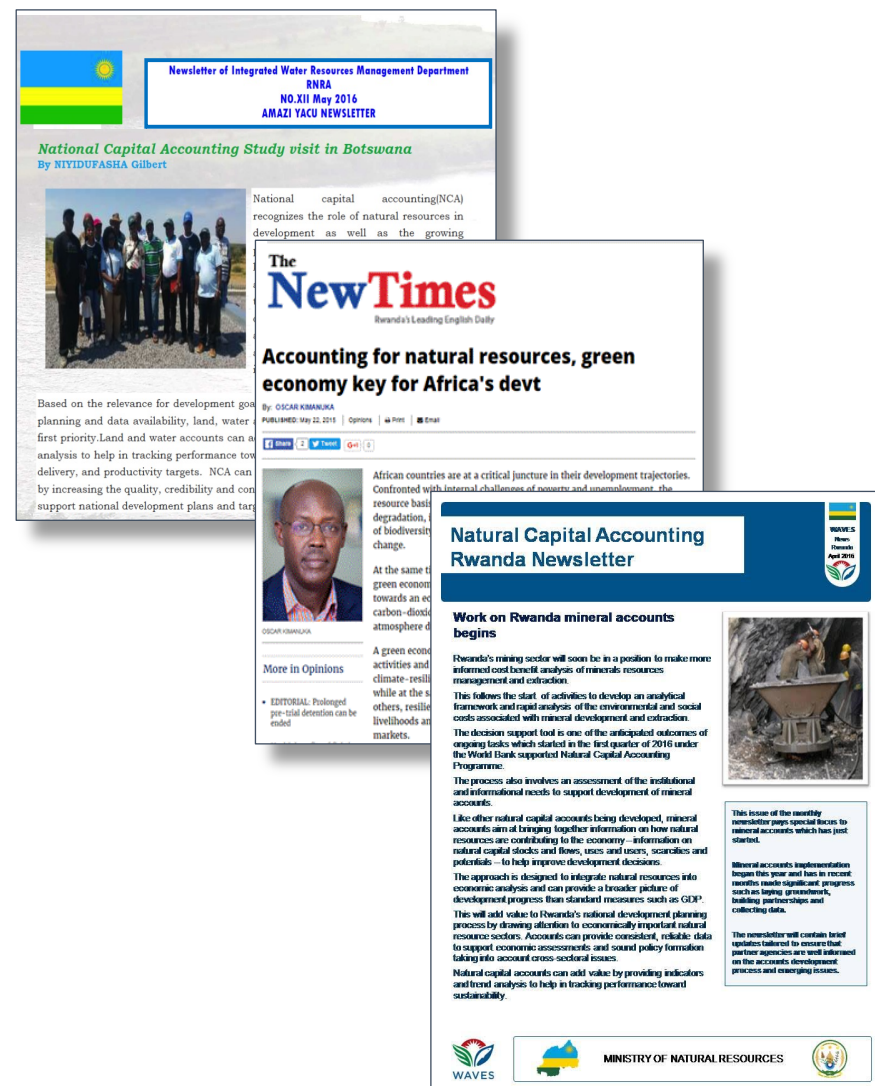 Newsletter of Integrated Water Resources Management Department
RNRA
NO.XII May 2016
AMAZI YACU NEWSLETTER
National Capital Accounting Study visit in Botswana
By NIYIDUFASHA Gilbert
National capital accounting(NCA)
recognizes the role of natural resources in
development as well as the growing
Based on the relevance for development goa
planning and data availability, land, water
first priority.Land and water accounts can a
analysis to help in tracking performance tow
delivery, and productivity targets. NCA can
by increasing the quality, credibility and con
support national development plans and targ
The
NewTimes
Rwanda's Leading English Daily
Accounting for natural resources, green
economy key for Africa's devt
By: OSCAR KIMANUKA
PUBLISHED: May 22, 2015 | Opinions | Print | Email
Share 2 Tweet G+1 0
African countries are at a critical juncture in their development trajectories.
Confronted with internal challenges of poverty and unemployment, the
resource basis
degradation, i
of biodiversity
change.
At the same ti
green econom
towards an ec
carbon-dioxid
atmosphere d
OSCAR KIMANUKA
A green econo
activities and
climate-resili
while at the s
others, resilie
livelihoods an
markets.
More in Opinions
• EDITORIAL: Prolonged
pre-trial detention can be
ended
Natural Capital Accounting
Rwanda Newsletter
WAVES
News
Rwanda
April 2016
Work on Rwanda mineral accounts
begins
Rwanda's mining sector will soon be in a position to make more
informed cost benefit analysis of minerals resources
management and extraction.
This follows the start of activities to develop an analytical
framework and rapid analysis of the environmental and social
costs associated with mineral development and extraction.
The decision support tool is one of the anticipated outcomes of
ongoing tasks which started in the first quarter of 2016 under
the World Bank supported Natural Capital Accounting
Programme.
The process also involves an assessment of the institutional
and informational needs to support development of mineral
accounts.
Like other natural capital accounts being developed, mineral
accounts aim at bringing together information on how natural
resources are contributing to the economy – information on
natural capital stocks and flows, uses and users, scarcities and
potentials – to help improve development decisions.
The approach is designed to integrate natural resources into
economic analysis and can provide a broader picture of
development progress than standard measures such as GDP.
This will add value to Rwanda's national development planning
process by drawing attention to economically important natural
resource sectors. Accounts can provide consistent, reliable data
to support economic assessments and sound policy formation
taking into account cross-sectoral issues.
Natural capital accounts can add value by providing indicators
and trend analysis to help in tracking performance toward
sustainability.
This issue of the monthly
newsletter pays special focus to
mineral accounts which has just
started.
Mineral accounts implementation
began this year and has in recent
months made significant progress
such as laying groundwork,
building partnerships and
collecting data.
The newsletter will contain brief
updates tailored to ensure that
partner agencies are well informed
on the accounts development
process and emerging issues.
WAVES
MINISTRY OF NATURAL RESOURCES